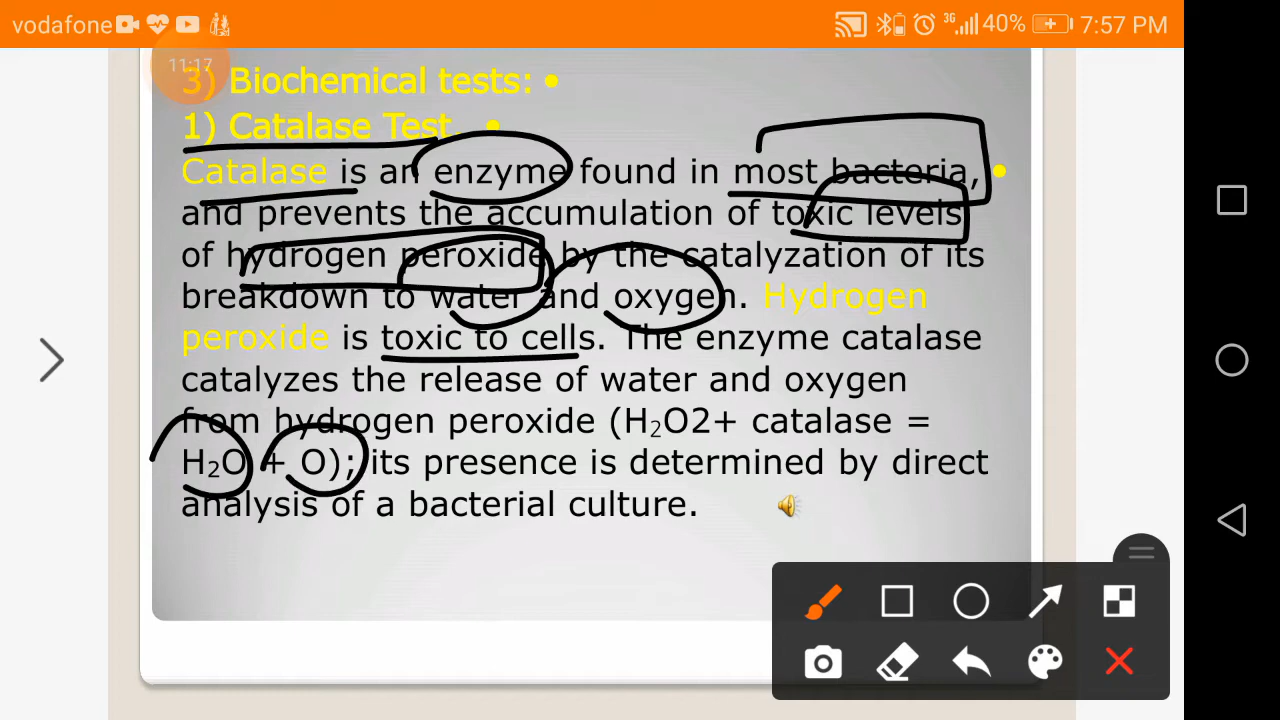 vodafone 3G 40% 7:57 PM
11:17
3) Biochemical tests: •
1) Catalase Test. •
Catalase is an enzyme found in most bacteria, •
and prevents the accumulation of toxic levels
of hydrogen peroxide by the catalyzation of its
breakdown to water and oxygen. Hydrogen
peroxide is toxic to cells. The enzyme catalase
catalyzes the release of water and oxygen
from hydrogen peroxide (H₂O2+ catalase =
H₂O + O); its presence is determined by direct
analysis of a bacterial culture.